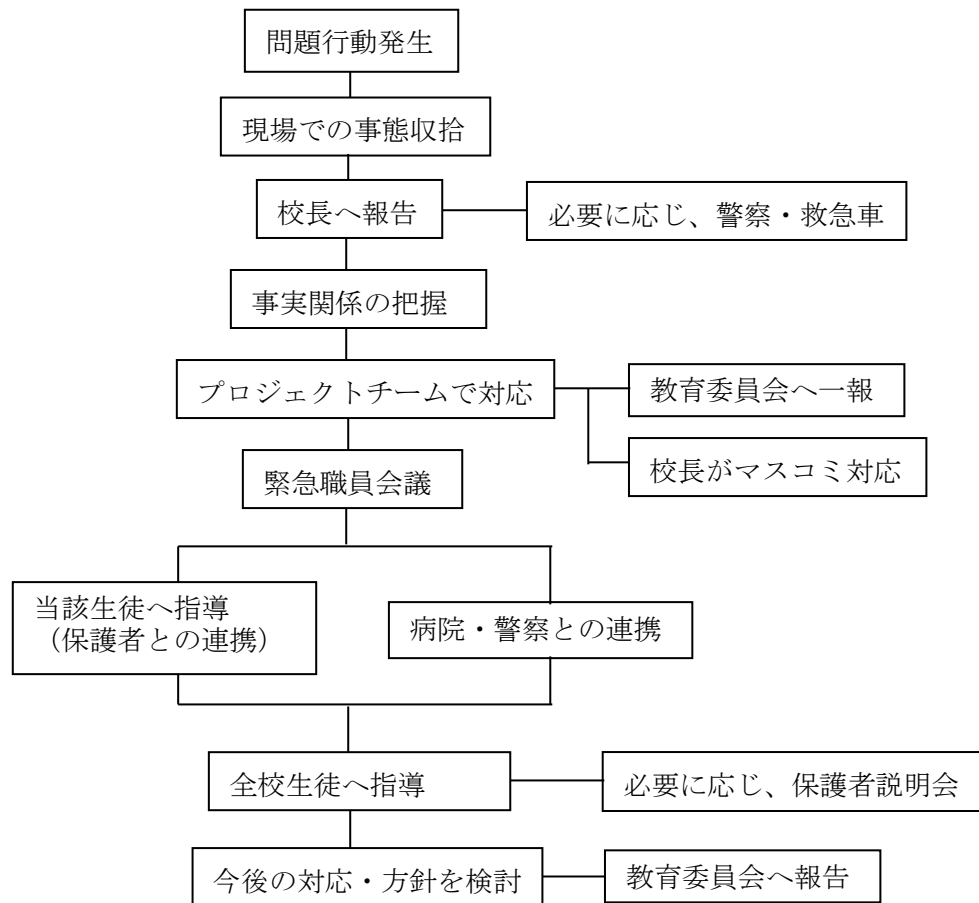 問題行動発生
現場での事態収拾
校長へ報告
必要に応じ、警察・救急車
事実関係の把握
プロジェクトチームで対応
教育委員会へ一報
校長がマスコミ対応
緊急職員会議
当該生徒へ指導
（保護者との連携）
病院・警察との連携
全校生徒へ指導
必要に応じ、保護者説明会
今後の対応・方針を検討
教育委員会へ報告